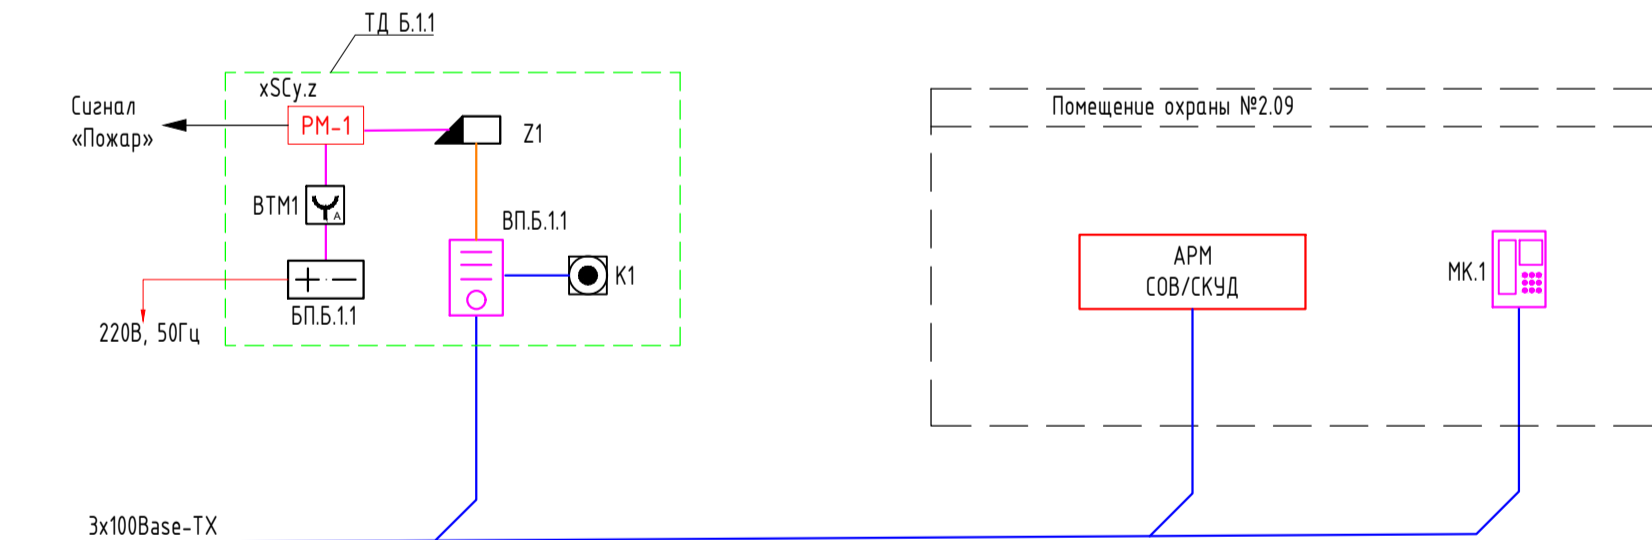 ТД Б.1.1
xSCy.z
Сигнал
«Пожар»
РМ-1
Z1
ВТМ1
А
ВП.Б.1.1
К1
БП.Б.1.1
220В, 50Гц
Помещение охраны №2.09
АРМ
СОВ/СКУД
МК.1
3x100Base-TX